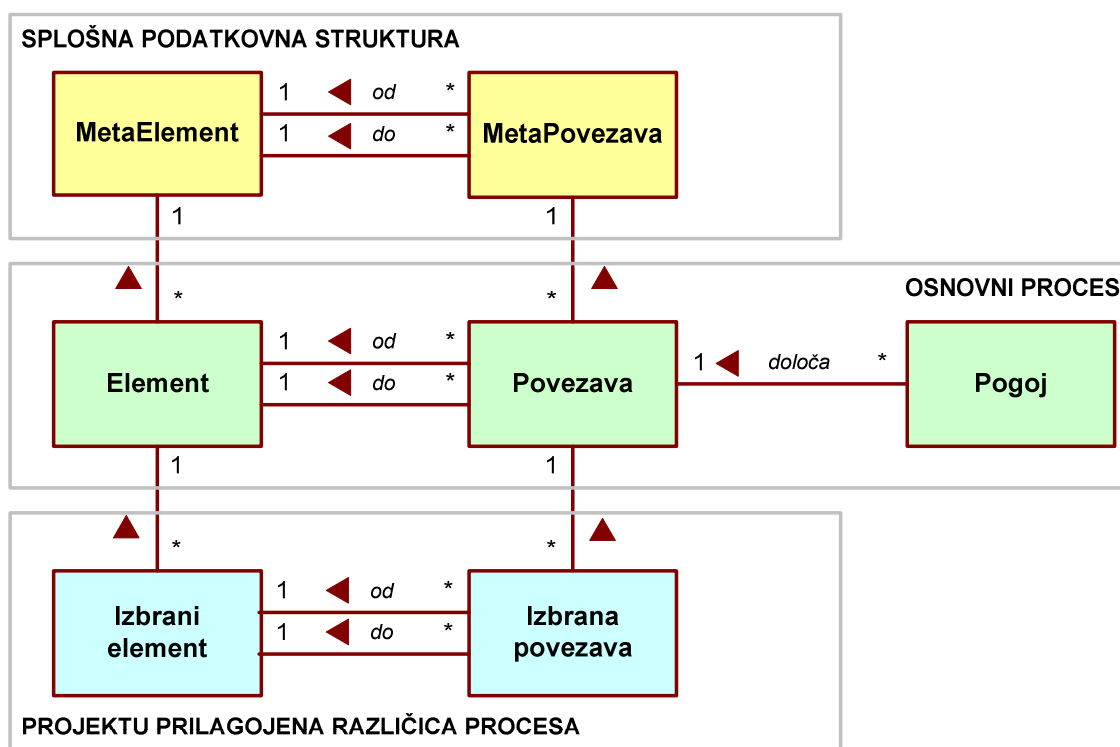 SPLOŠNA PODATKOVNA STRUKTURA
1 od *
MetaElement
1 do *
MetaPovezava
1
1
*
*
OSNOVNI PROCES
1 od *
Element
1 do *
Povezava
1 določa *
Pogoj
1
1
*
*
1 od *
Izbrani
element
1 do *
Izbrana
povezava
PROJEKTU PRILAGOJENA RAZLIČICA PROCESA